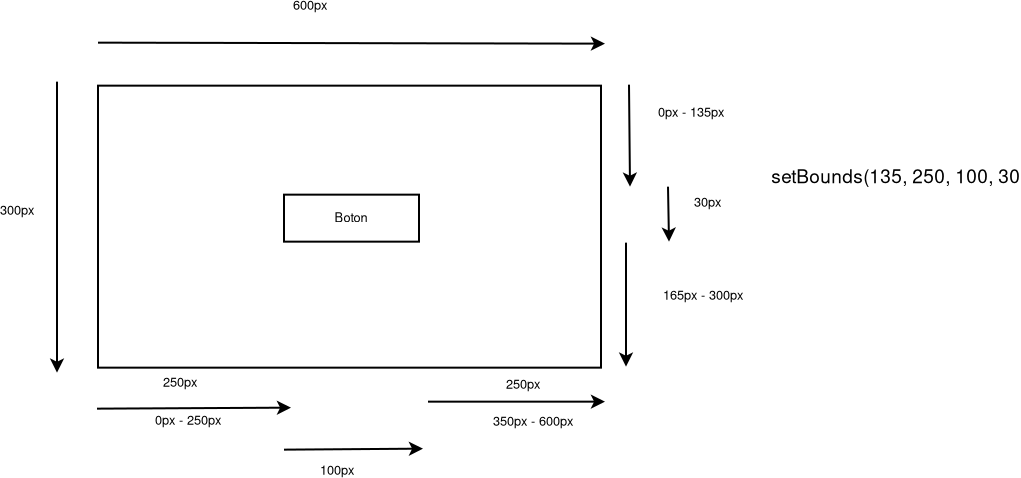 600px
0px - 135px
setBounds(135, 250, 100, 30
300px
30px
Boton
165px - 300px
250px
250px
0px - 250px
350px - 600px
100px